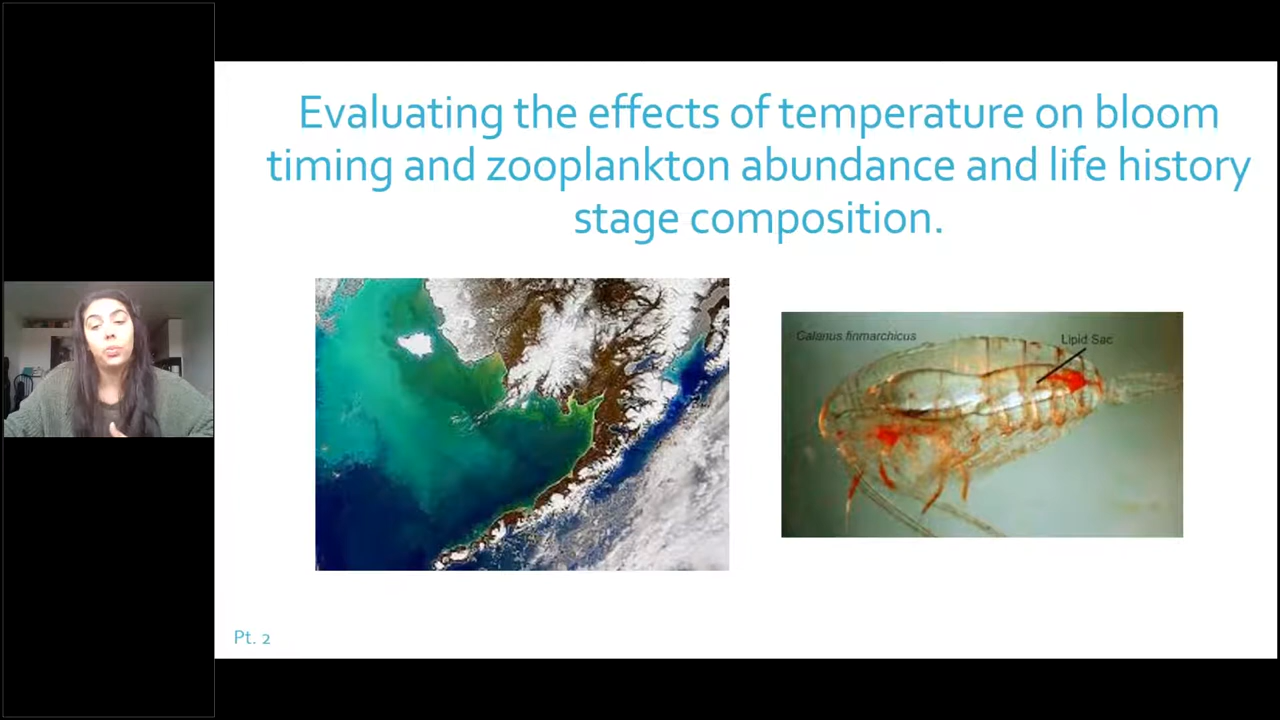 Evaluating the effects of temperature on bloom
timing and zooplankton abundance and life history
stage composition.
Calanus finmarchicus
Lipid Sac
Pt. 2